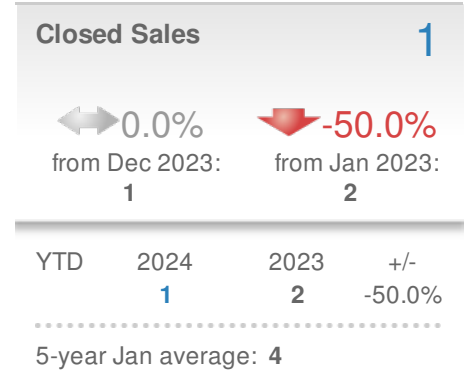 Closed Sales 1
0.0% -50.0%
from Dec 2023: from Jan 2023:
1 2
YTD 2024 2023 +/-
1 2 -50.0%
5-year Jan average: 4